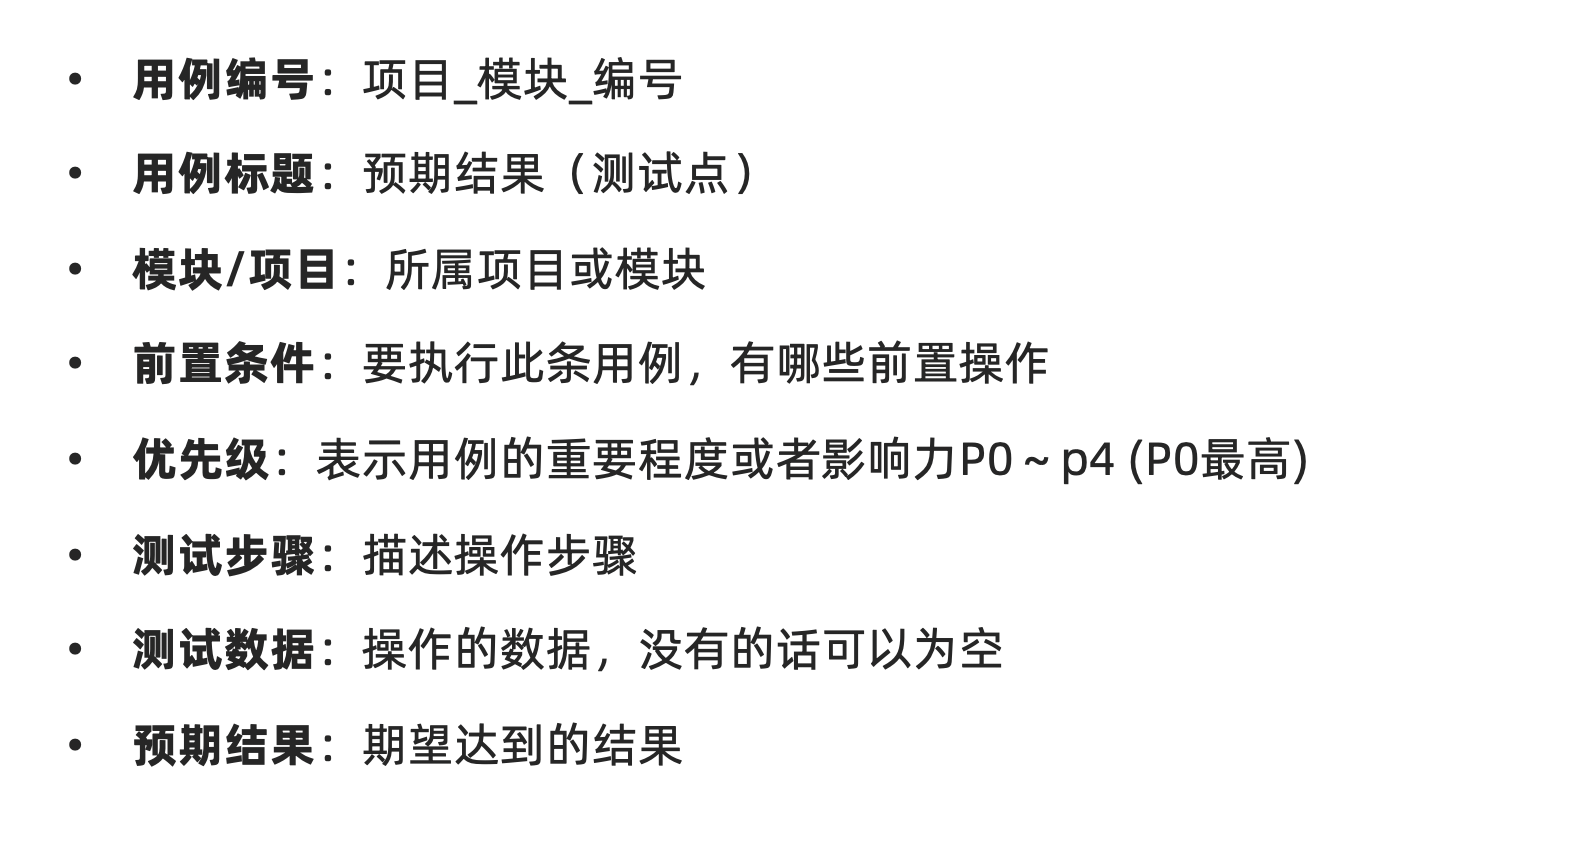 • 用例编号：项目_模块_编号
• 用例标题：预期结果（测试点）
• 模块/项目：所属项目或模块
• 前置条件：要执行此条用例，有哪些前置操作
• 优先级：表示用例的重要程度或者影响力P0～p4 (P0最高)
• 测试步骤：描述操作步骤
• 测试数据：操作的数据，没有的话可以为空
• 预期结果：期望达到的结果